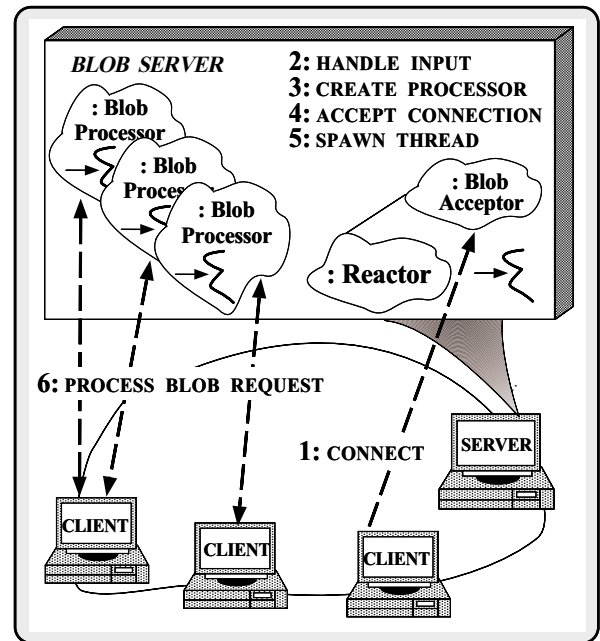 BLOB SERVER
2: HANDLE INPUT
3: CREATE PROCESSOR
4: ACCEPT CONNECTION
5: SPAWN THREAD
: Blob
Processor
: Blob
: Blob
Processor
: Blob
Acceptor
: Reactor
6: PROCESS BLOB REQUEST
1: CONNECT
SERVER
CLIENT
CLIENT
CLIENT